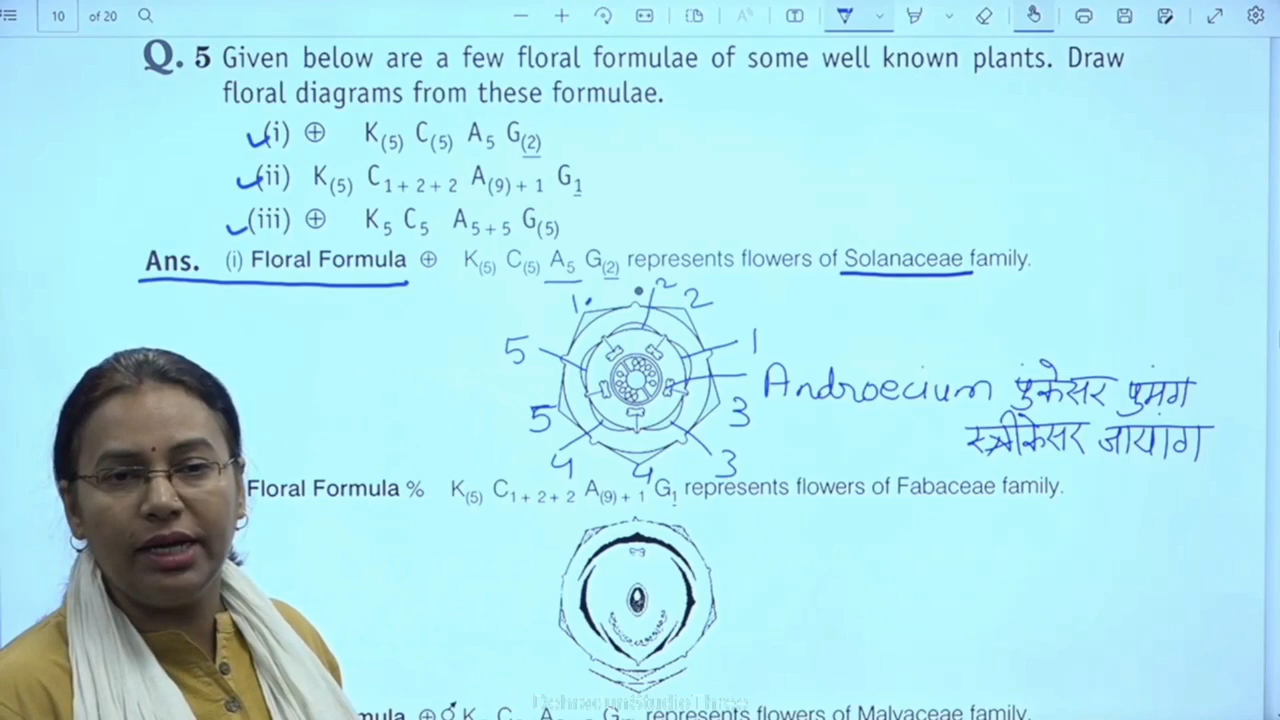 10 of 20
Q. 5 Given below are a few floral formulae of some well known plants. Draw
floral diagrams from these formulae.
(i) ⊕ K(5) C(5) A5 G(2)
(ii) K(5) C1 + 2 + 2 A(9) + 1 G1
(iii) ⊕ K5 C5 A5 + 5 G(5)
Ans. (i) Floral Formula ⊕ K(5) C(5) A5 G(2) represents flowers of Solanaceae family.
1 2 2
5 1
Androecium पुंकेसर पुमंग
5 3
स्त्रीकेसर जायांग
4 4 3
Floral Formula % K(5) C1 + 2 + 2 A(9) + 1 G1 represents flowers of Fabaceae family.
mula ⊕ represents flowers of Malvaceae family.